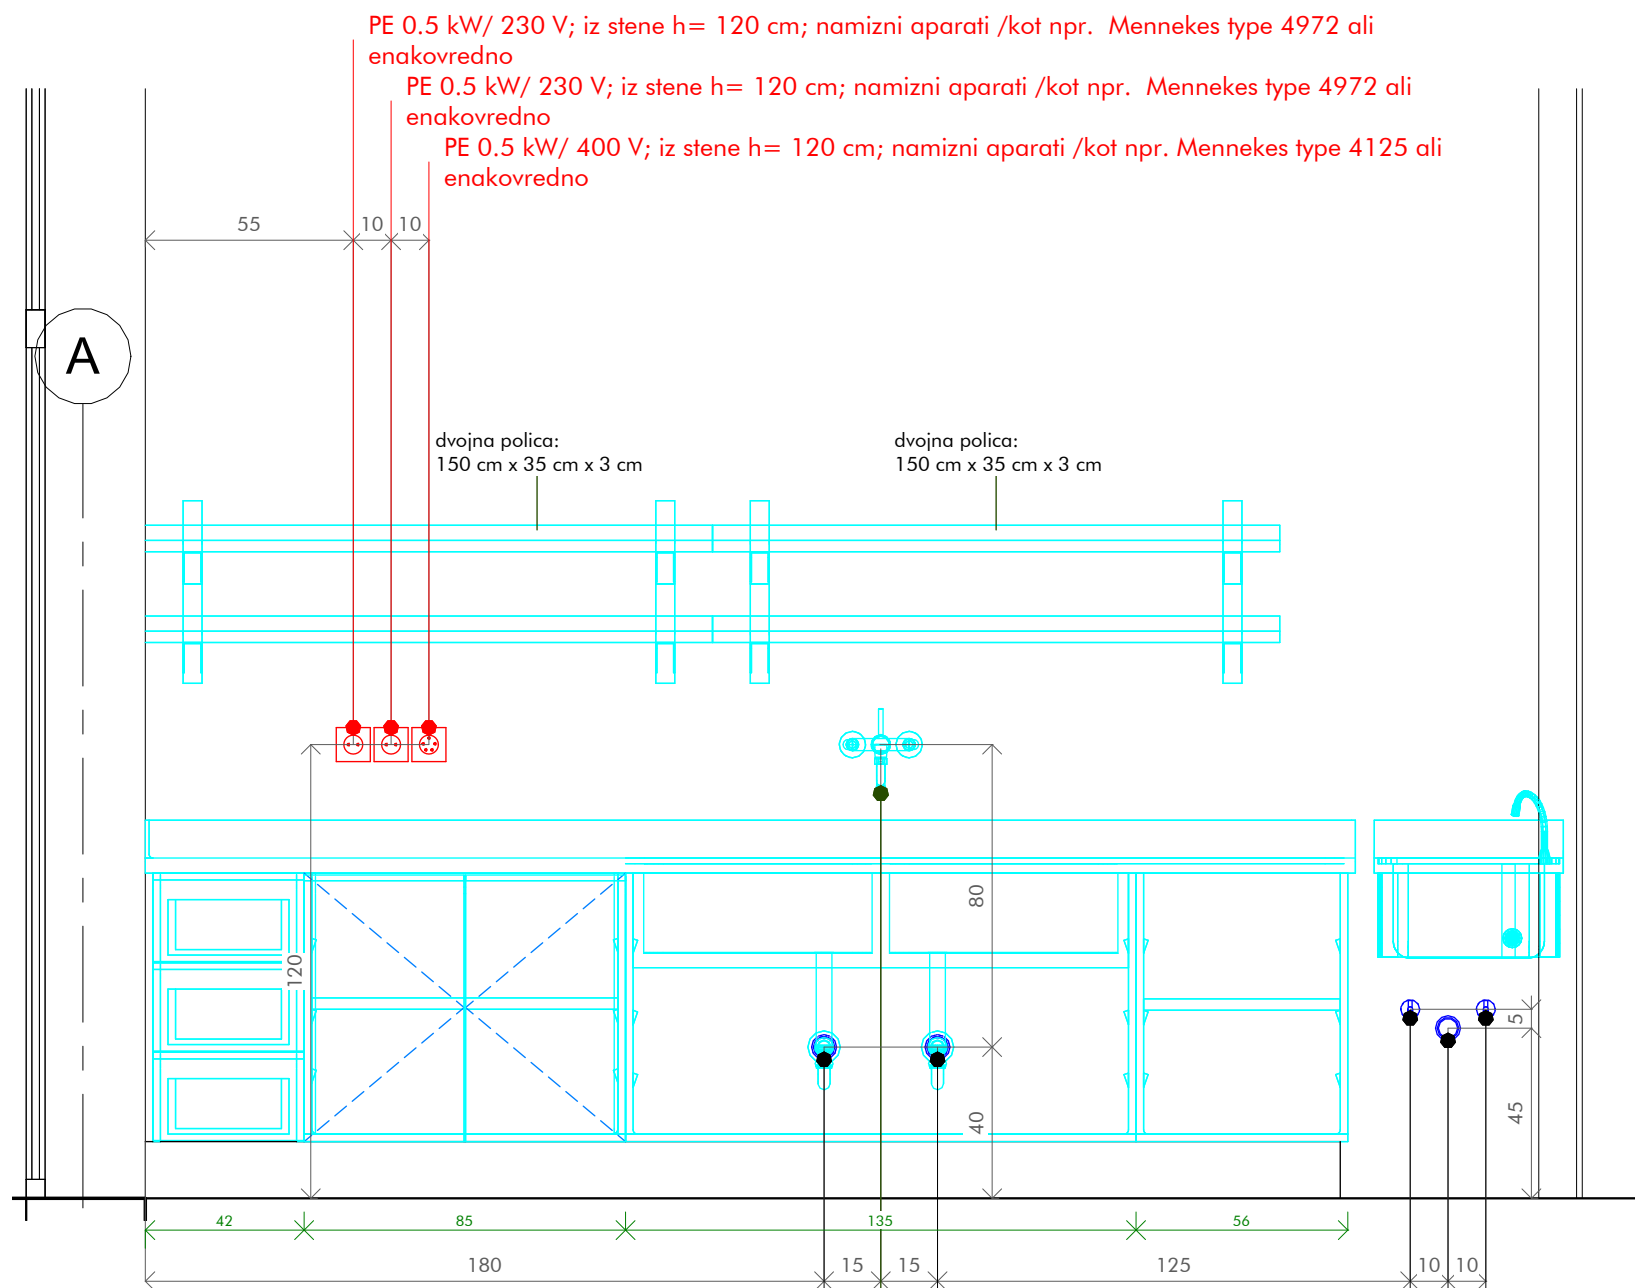 PE 0.5 kW/ 230 V; iz stene h= 120 cm; namizni aparati /kot npr.  Mennekes type 4972 ali
enakovredno
PE 0.5 kW/ 230 V; iz stene h= 120 cm; namizni aparati /kot npr.  Mennekes type 4972 ali
enakovredno
PE 0.5 kW/ 400 V; iz stene h= 120 cm; namizni aparati /kot npr. Mennekes type 4125 ali
enakovredno
55 10 10
A
dvojna polica:
150 cm x 35 cm x 3 cm
dvojna polica:
150 cm x 35 cm x 3 cm
80
120
5
45
40
42 85 135 56
180 15 15 125 10 10